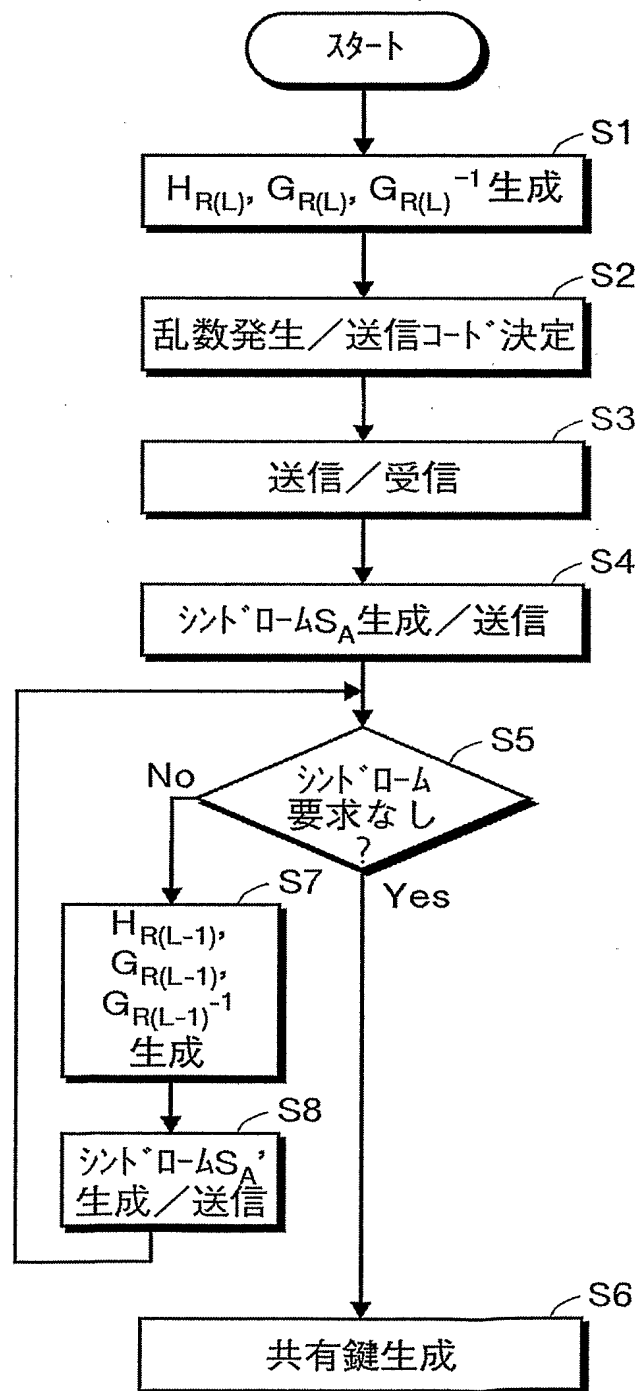 スタート
S1
H_R(L), G_R(L), G_R(L)^-1 生成
S2
乱数発生／送信ｺｰﾄﾞ決定
S3
送信／受信
S4
ｼﾝﾄﾞﾛｰﾑS_A生成／送信
S5
No
ｼﾝﾄﾞﾛｰﾑ
要求なし
?
Yes
S7
H_R(L-1),
G_R(L-1),
G_R(L-1)^-1
生成
S8
ｼﾝﾄﾞﾛｰﾑS_A'
生成／送信
S6
共有鍵生成